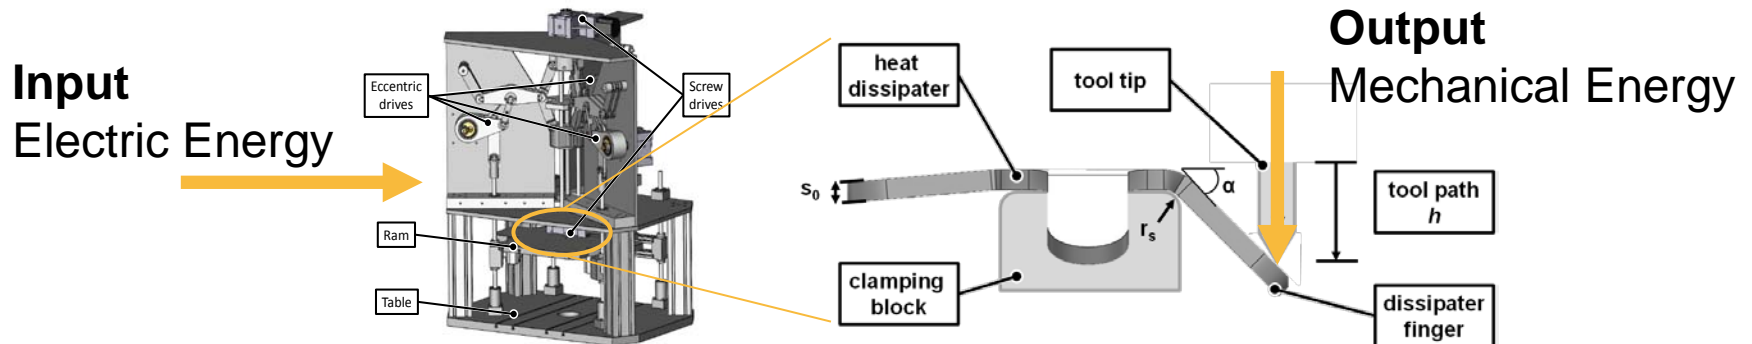 Input
Electric Energy
Eccentric
drives
Screw
drives
Ram
Table
heat
dissipater
tool tip
Output
Mechanical Energy
s₀
α
rₛ
tool path
h
clamping
block
dissipater
finger